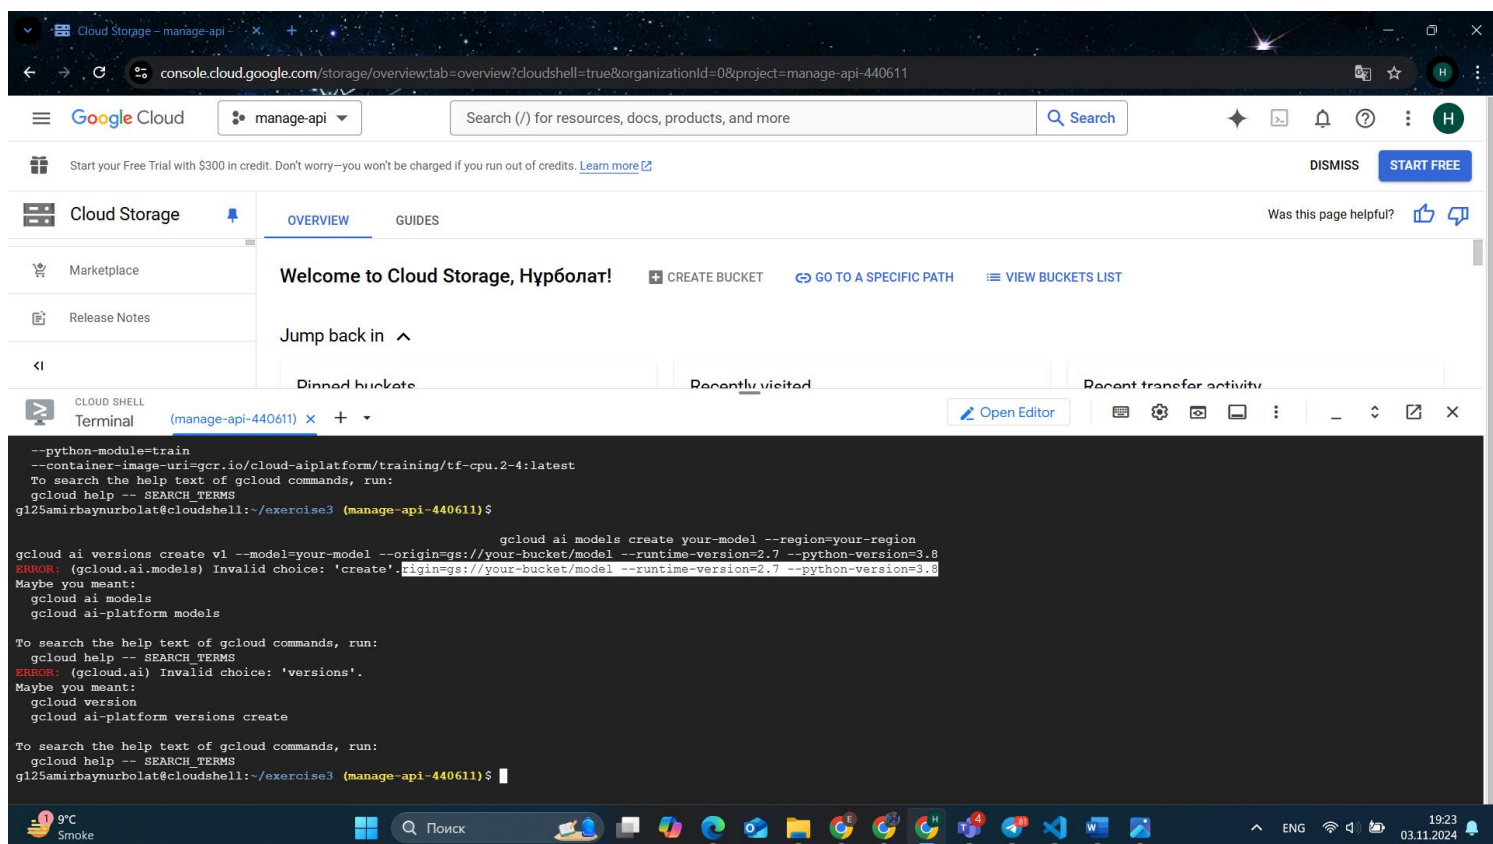 Cloud Storage – manage-api –
console.cloud.google.com/storage/overview;tab=overview?cloudshell=true&organizationId=0&project=manage-api-440611
H
Google Cloud
manage-api
Search (/) for resources, docs, products, and more
Search
H
Start your Free Trial with $300 in credit. Don't worry—you won't be charged if you run out of credits. Learn more
DISMISS
START FREE
Cloud Storage
OVERVIEW
GUIDES
Was this page helpful?
Marketplace
Release Notes
Welcome to Cloud Storage, Нұрболат!
CREATE BUCKET
GO TO A SPECIFIC PATH
VIEW BUCKETS LIST
Jump back in
Pinned buckets
Recently visited
Recent transfer activity
CLOUD SHELL
Terminal
(manage-api-440611)
Open Editor
--python-module=train
--container-image-uri=gcr.io/cloud-aiplatform/training/tf-cpu.2-4:latest
To search the help text of gcloud commands, run:
gcloud help -- SEARCH_TERMS
g125amirbaynurbolat@cloudshell:~/exercise3 (manage-api-440611)$
gcloud ai models create your-model --region=your-region
gcloud ai versions create v1 --model=your-model --origin=gs://your-bucket/model --runtime-version=2.7 --python-version=3.8
ERROR: (gcloud.ai.models) Invalid choice: 'create'.rigin=gs://your-bucket/model --runtime-version=2.7 --python-version=3.8
Maybe you meant:
gcloud ai models
gcloud ai-platform models
To search the help text of gcloud commands, run:
gcloud help -- SEARCH_TERMS
ERROR: (gcloud.ai) Invalid choice: 'versions'.
Maybe you meant:
gcloud version
gcloud ai-platform versions create
To search the help text of gcloud commands, run:
gcloud help -- SEARCH_TERMS
g125amirbaynurbolat@cloudshell:~/exercise3 (manage-api-440611)$
1
9°C
Smoke
Поиск
4
81
ENG
19:23
03.11.2024